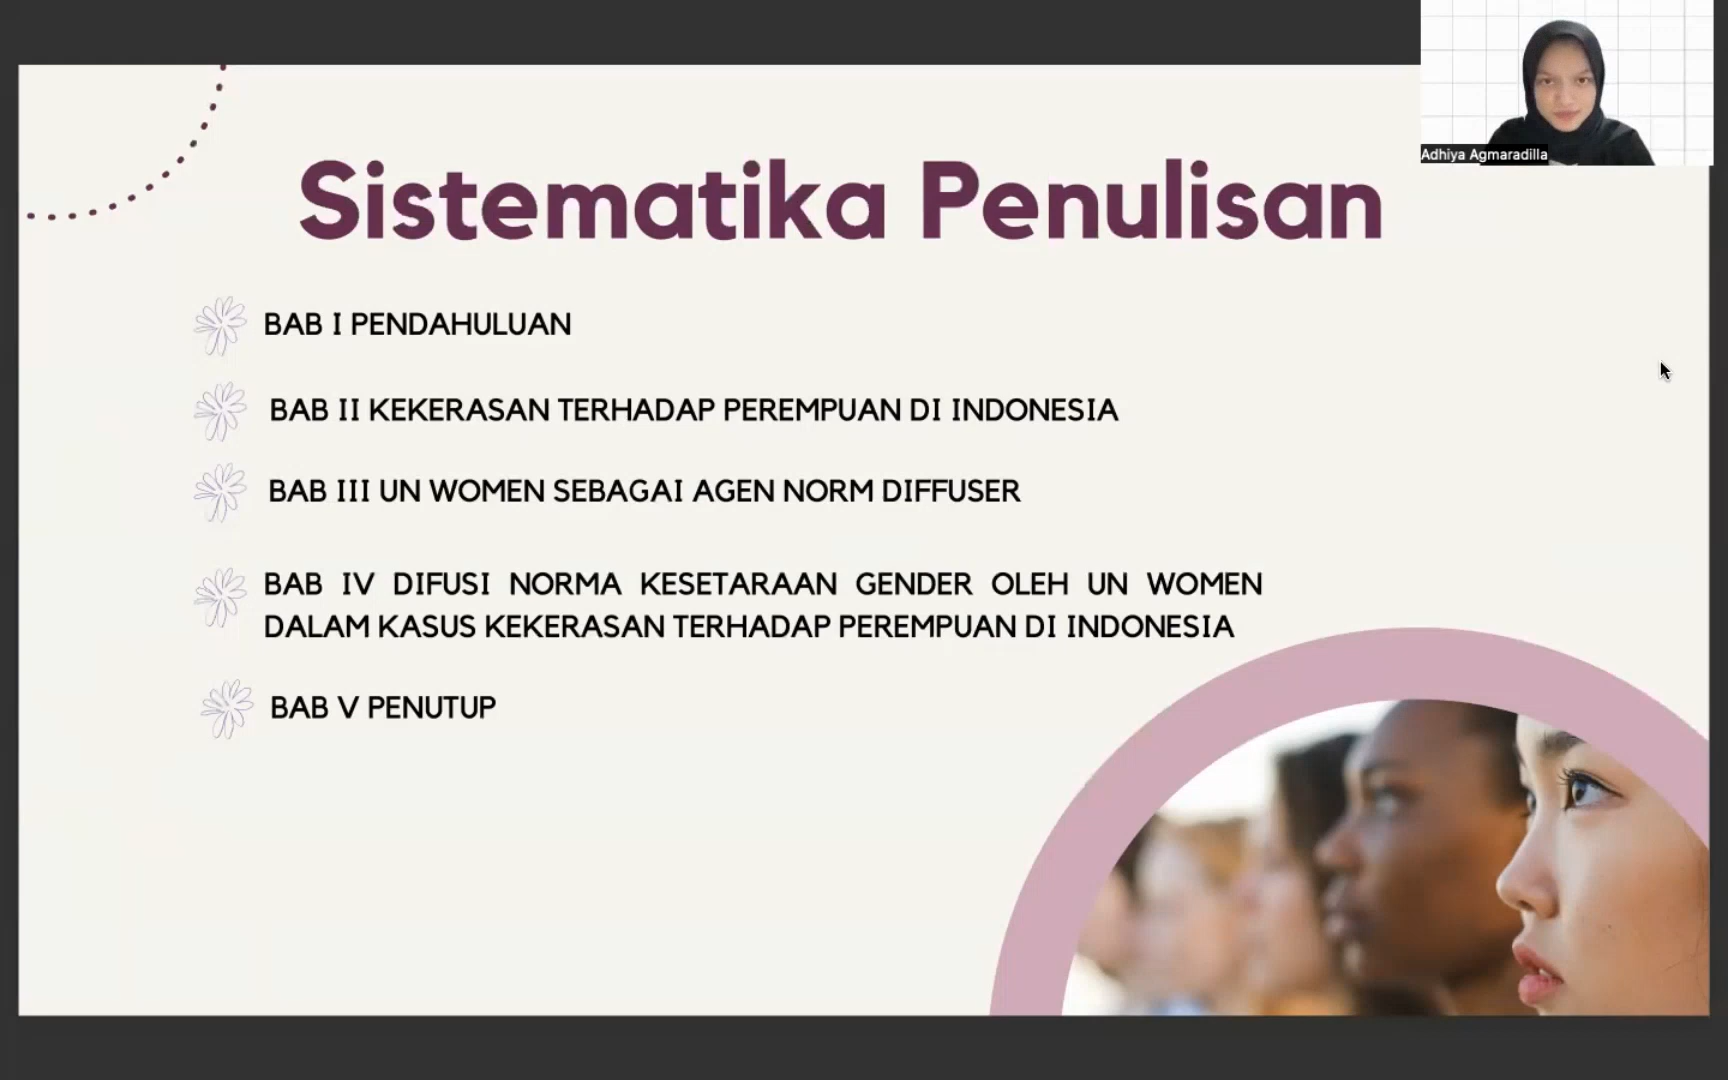 Adhiya Agmaradilla
Sistematika Penulisan
BAB I PENDAHULUAN
BAB II KEKERASAN TERHADAP PEREMPUAN DI INDONESIA
BAB III UN WOMEN SEBAGAI AGEN NORM DIFFUSER
BAB IV DIFUSI NORMA KESETARAAN GENDER OLEH UN WOMEN
DALAM KASUS KEKERASAN TERHADAP PEREMPUAN DI INDONESIA
BAB V PENUTUP